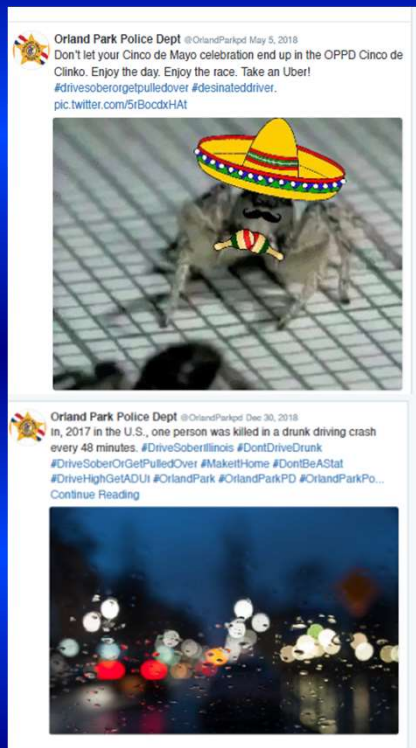 Orland Park Police Dept @OrlandParkpd May 5, 2018
Don't let your Cinco de Mayo celebration end up in the OPPD Cinco de
Clinko. Enjoy the day. Enjoy the race. Take an Uber!
#drivesoberorgetpulledover #desinateddriver.
pic.twitter.com/5rBocdxHAt
Orland Park Police Dept @OrlandParkpd Dec 30, 2018
In, 2017 in the U.S., one person was killed in a drunk driving crash
every 48 minutes. #DriveSoberIllinois #DontDriveDrunk
#DriveSoberOrGetPulledOver #MakeitHome #DontBeAStat
#DriveHighGetADUI #OrlandPark #OrlandParkPD #OrlandParkPo...
Continue Reading